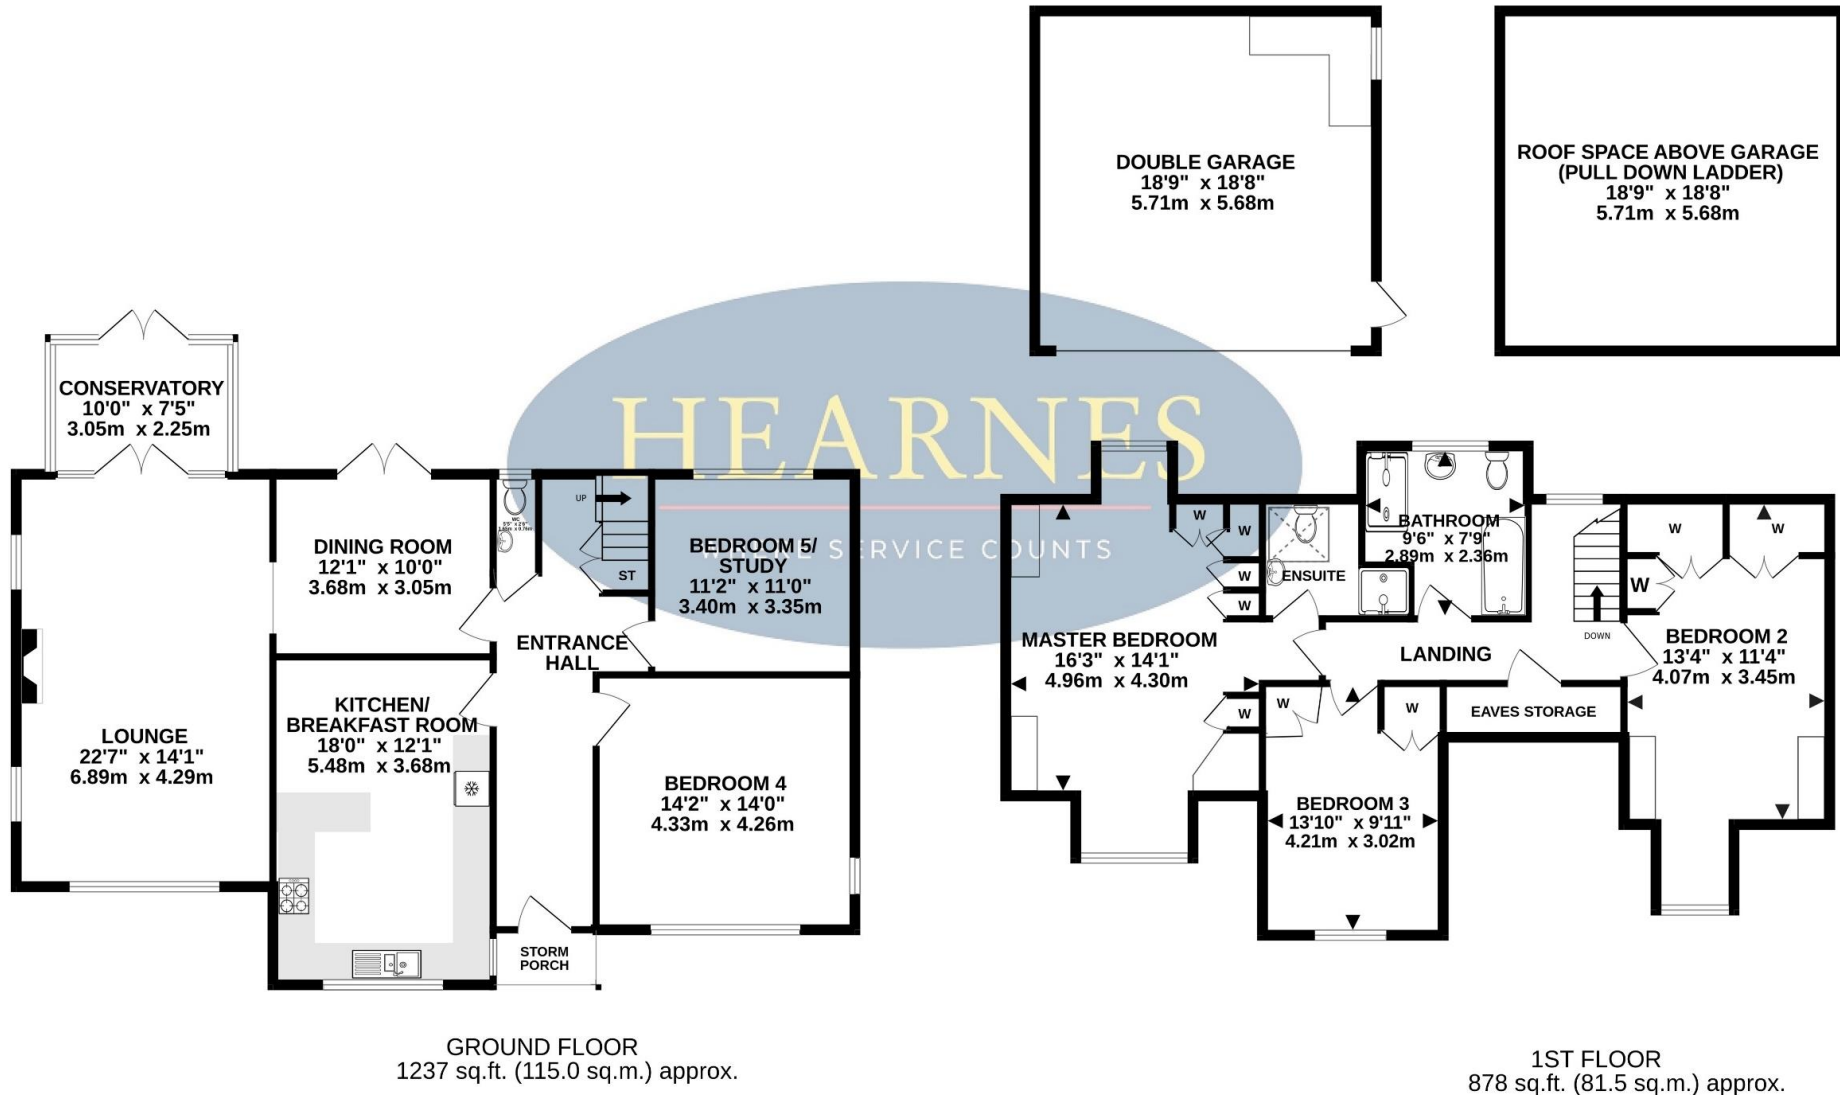 DOUBLE GARAGE
18'9" x 18'8"
5.71m x 5.68m
ROOF SPACE ABOVE GARAGE
(PULL DOWN LADDER)
18'9" x 18'8"
5.71m x 5.68m
CONSERVATORY
10'0" x 7'5"
3.05m x 2.25m
HEARNES
WHERE SERVICE COUNTS
DINING ROOM
12'1" x 10'0"
3.68m x 3.05m
WC
UP
ST
BEDROOM 5/
STUDY
11'2" x 11'0"
3.40m x 3.35m
ENTRANCE
HALL
LOUNGE
22'7" x 14'1"
6.89m x 4.29m
KITCHEN/
BREAKFAST ROOM
18'0" x 12'1"
5.48m x 3.68m
BEDROOM 4
14'2" x 14'0"
4.33m x 4.26m
STORM
PORCH
GROUND FLOOR
1237 sq.ft. (115.0 sq.m.) approx.
W
W
W
W
W
MASTER BEDROOM
16'3" x 14'1"
4.96m x 4.30m
ENSUITE
BATHROOM
9'6" x 7'9"
2.89m x 2.36m
DOWN
LANDING
W
W
W
BEDROOM 2
13'4" x 11'4"
4.07m x 3.45m
W
W
EAVES STORAGE
BEDROOM 3
13'10" x 9'11"
4.21m x 3.02m
1ST FLOOR
878 sq.ft. (81.5 sq.m.) approx.